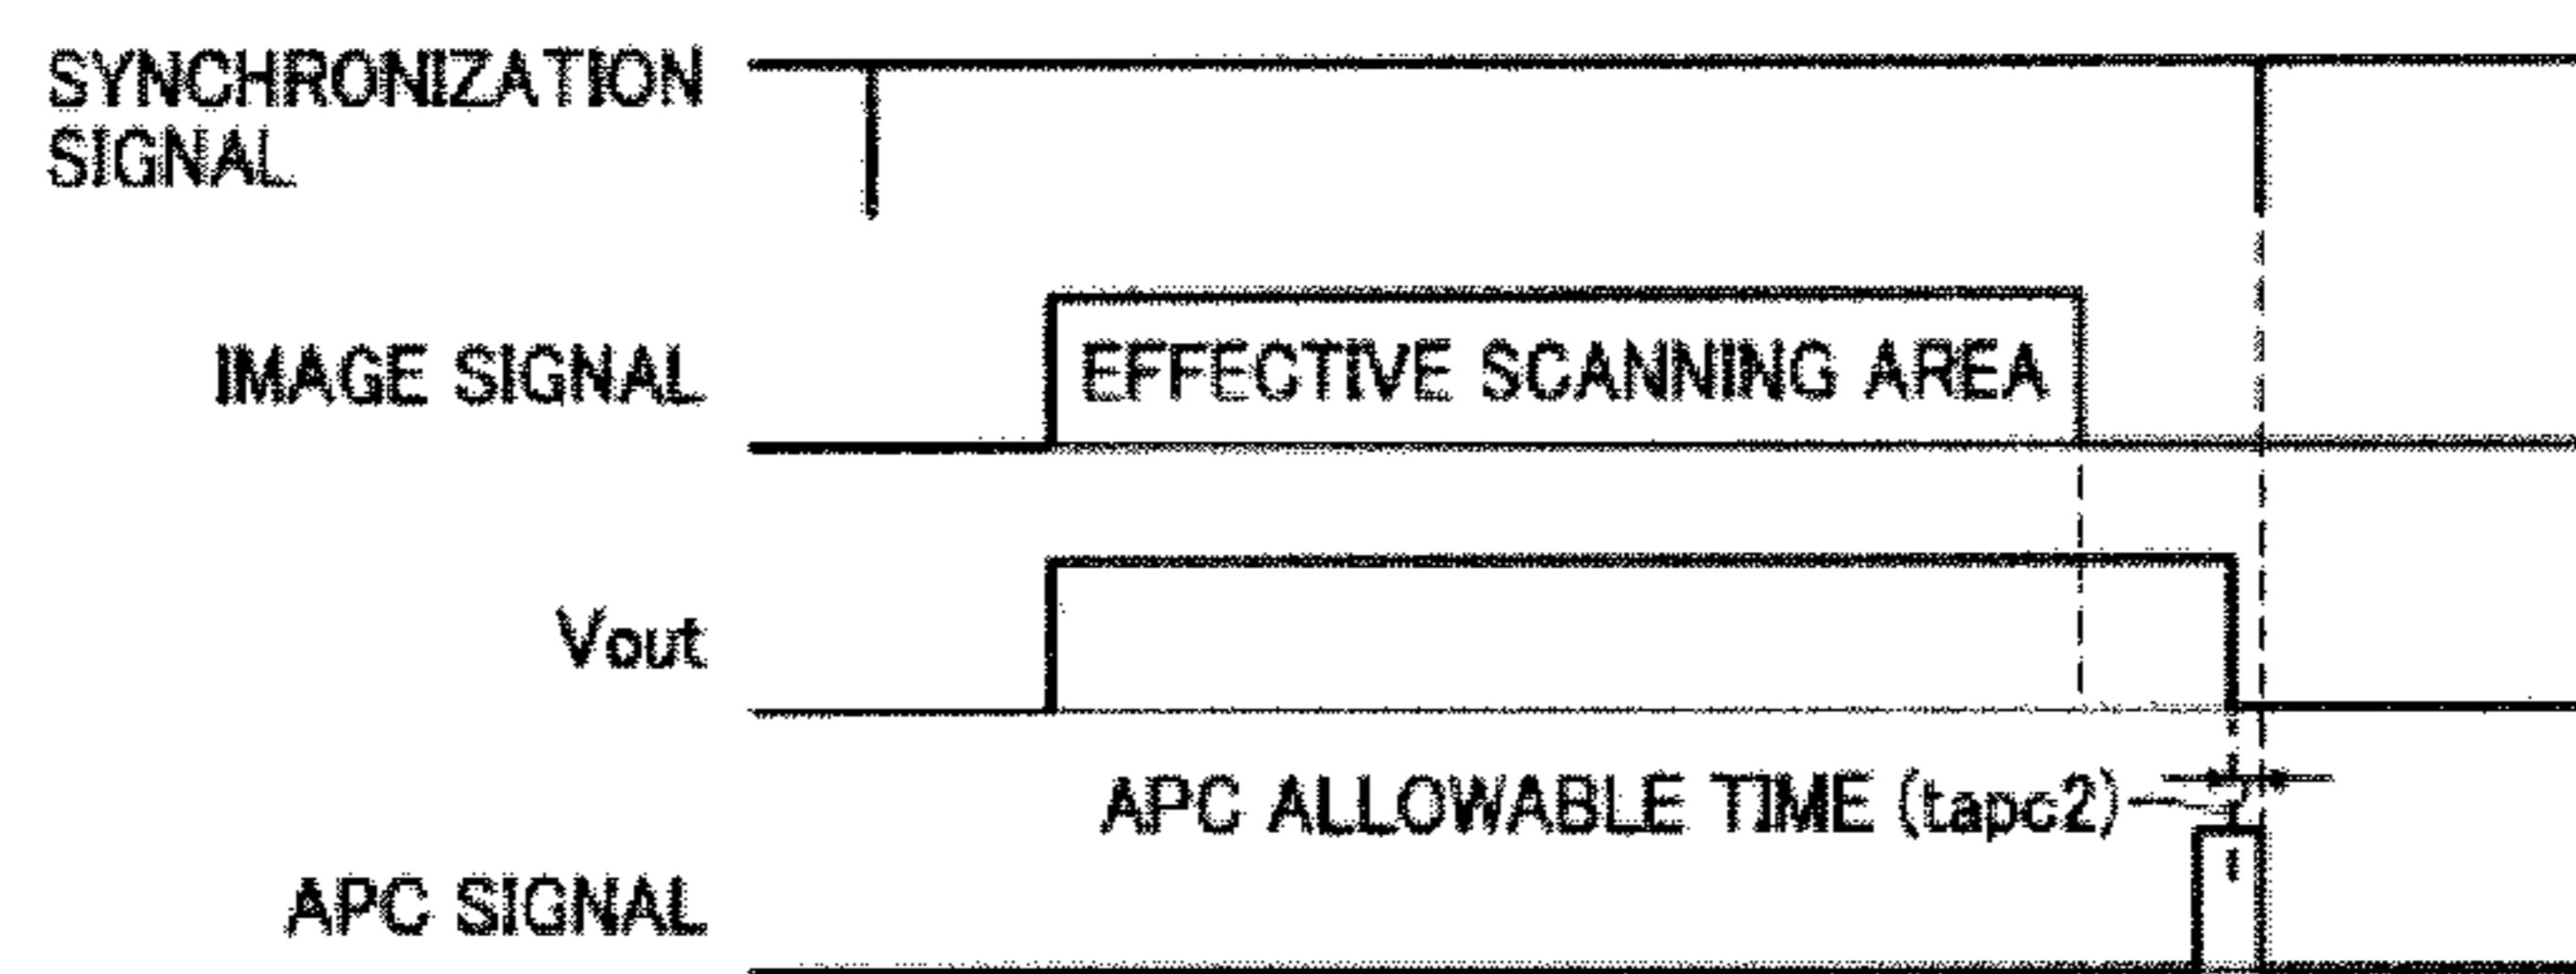 SYNCHRONIZATION
SIGNAL
IMAGE SIGNAL
EFFECTIVE SCANNING AREA
Vout
APC ALLOWABLE TIME (tapc2)
APC SIGNAL